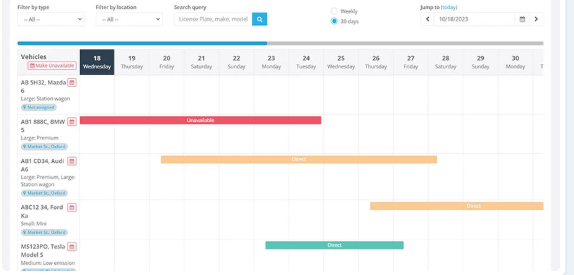 Filter by type
Filter by location
Search query
Weekly
Jump to (today)
-- All --
-- All --
License Plate, make, model
30 days
10/18/2023
Vehicles
Make Unavailable
18 19 20 21 22 23 24 25 26 27 28 29 30
Wednesday Thursday Friday Saturday Sunday Monday Tuesday Wednesday Thursday Friday Saturday Sunday Monday T
AB 5H32, Mazda
6
Large: Station wagon
Not assigned
AB1 888C, BMW
5
Unavailable
Large: Premium
Market St., Oxford
AB1 CD34, Audi
A6
Direct
Large: Premium, Large:
Station wagon
Market St., Oxford
ABC12 34, Ford
Ka
Direct
Small: Mini
Market St., Oxford
MS123PO, Tesla
Model S
Direct
Medium: Low emission